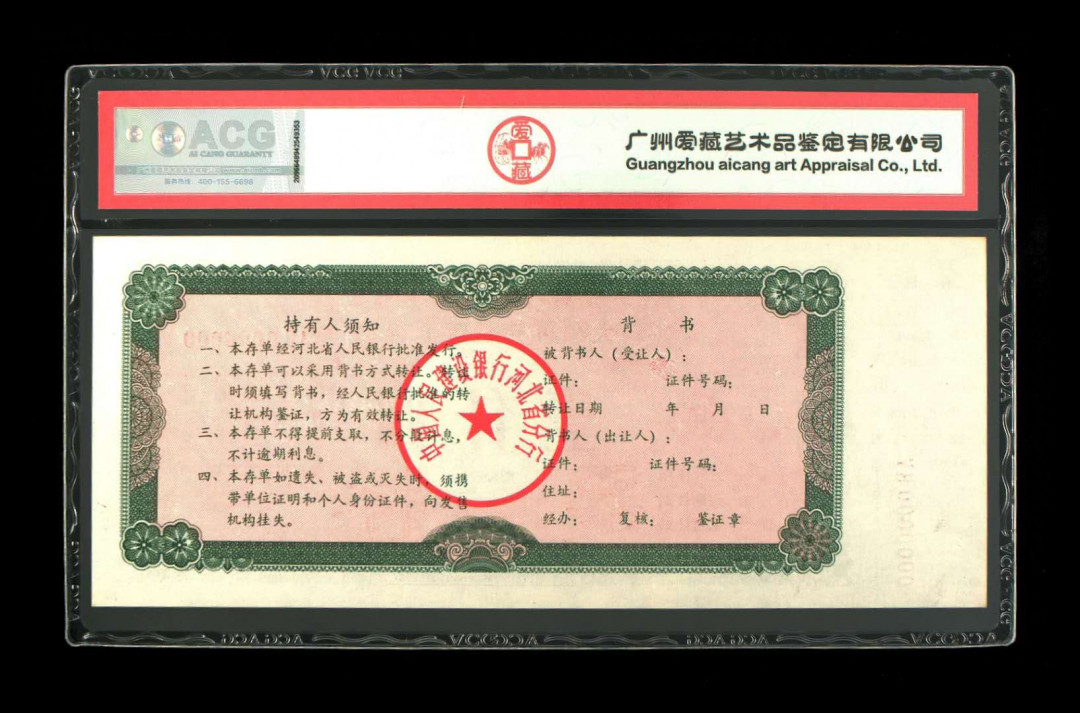 ACG
AI CANG GUARANTY
服务热线：400-155-6698
2096648942549353
爱藏
广州爱藏艺术品鉴定有限公司
Guangzhou aicang art Appraisal Co., Ltd.
持有人须知
一、本存单经河北省人民银行批准发行。
二、本存单可以采用背书方式转让。转让
时须填写背书，经人民银行批准的转
让机构鉴证，方为有效转让。
三、本存单不得提前支取，不分段计息，
不计逾期利息。
四、本存单如遗失、被盗或灭失时，须携
带单位证明和个人身份证件，向发售
机构挂失。
中国人民建设银行河北省分行
背 书
被背书人（受让人）：
证件： 证件号码：
转让日期 年 月 日
背书人（出让人）：
证件： 证件号码：
住址：
经办： 复核： 鉴证章